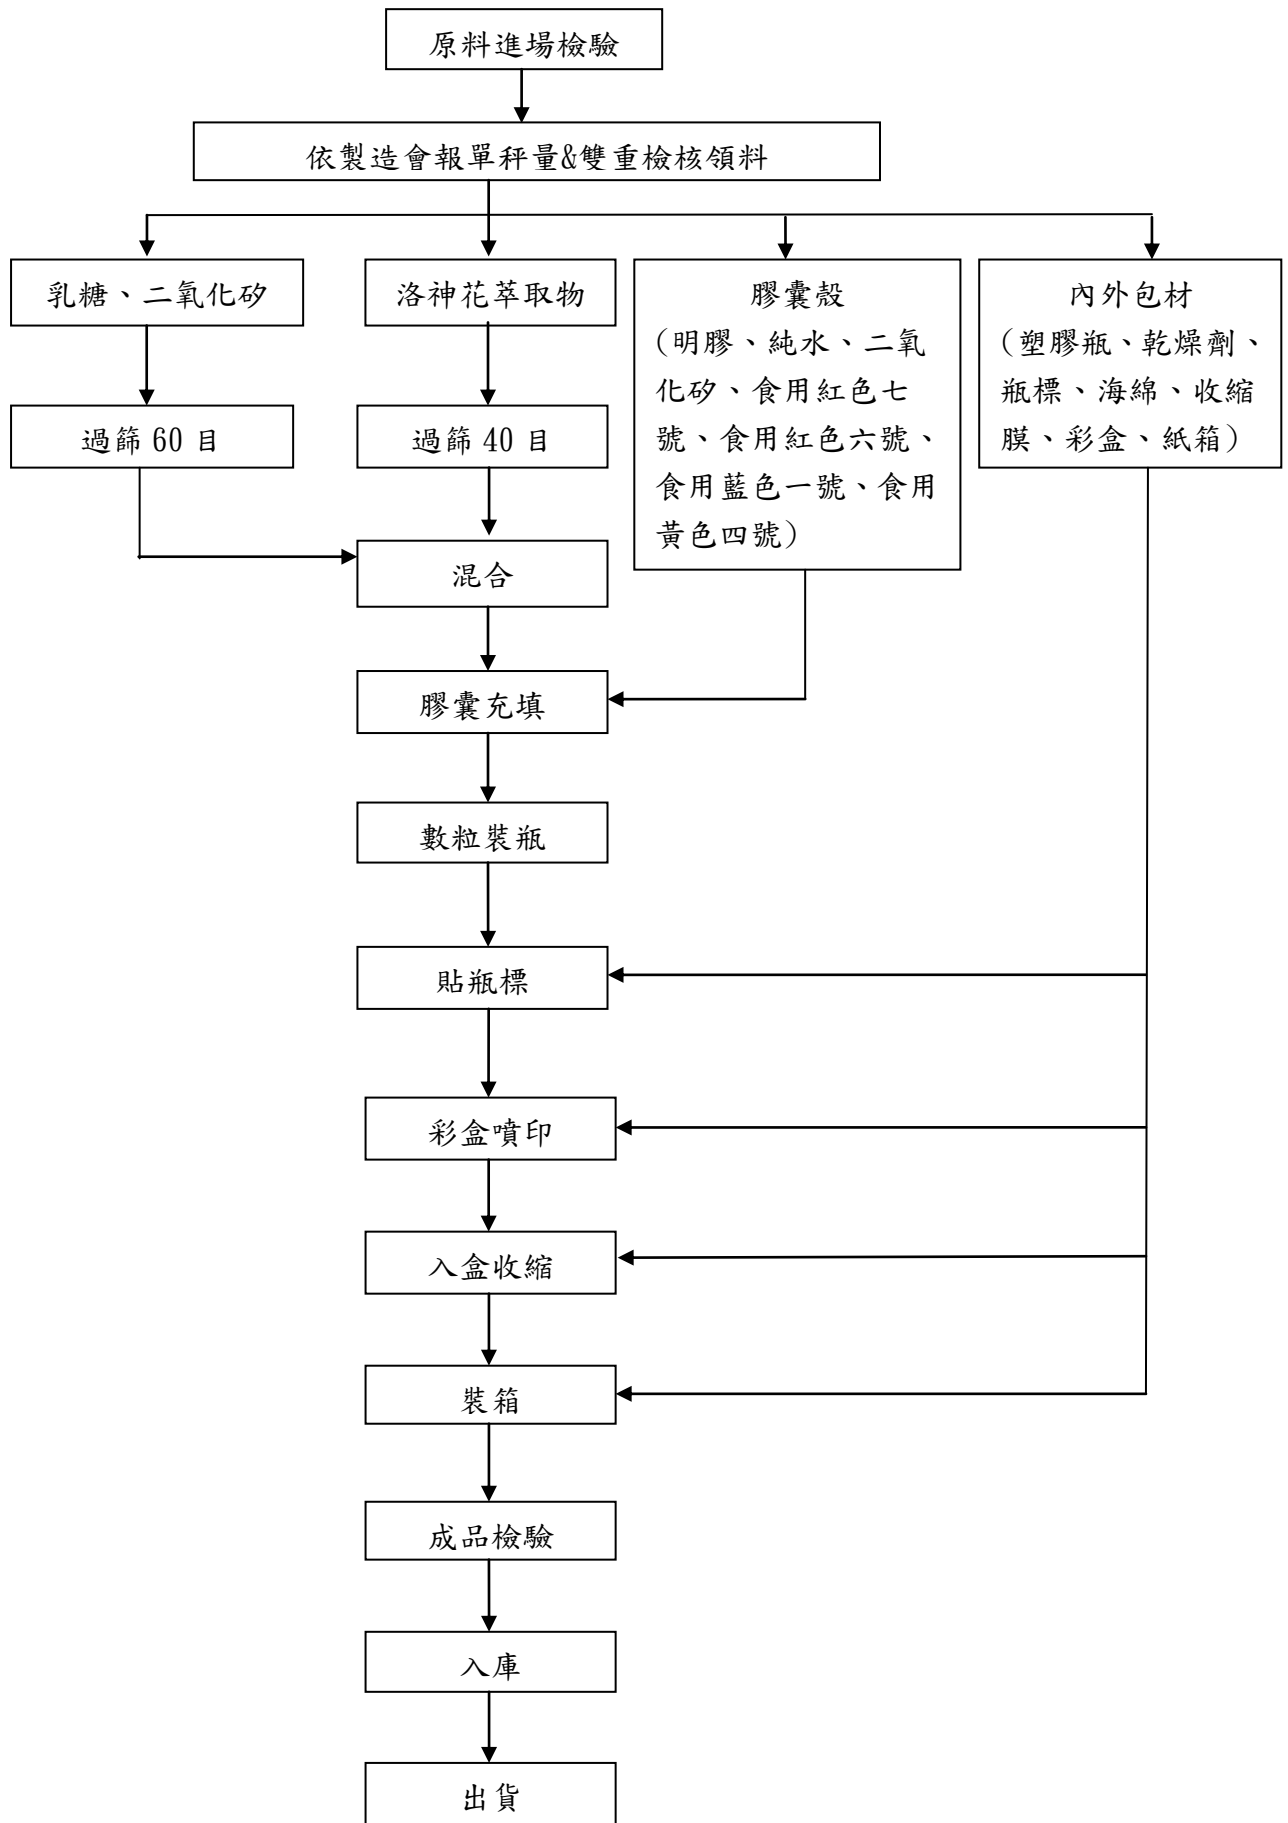 原料進場檢驗
依製造會報單秤量&雙重檢核領料
乳糖、二氧化矽
洛神花萃取物
膠囊殼
(明膠、純水、二氧
化矽、食用紅色七
號、食用紅色六號、
食用藍色一號、食用
黃色四號)
內外包材
(塑膠瓶、乾燥劑、
瓶標、海綿、收縮
膜、彩盒、紙箱)
過篩 60 目
過篩 40 目
混合
膠囊充填
數粒裝瓶
貼瓶標
彩盒噴印
入盒收縮
裝箱
成品檢驗
入庫
出貨